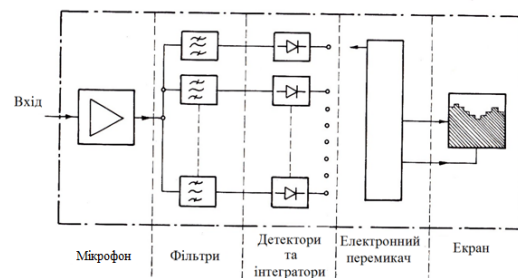 Вхід
Мікрофон
Фільтри
Детектори
та
інтегратори
Електронний
перемикач
Екран